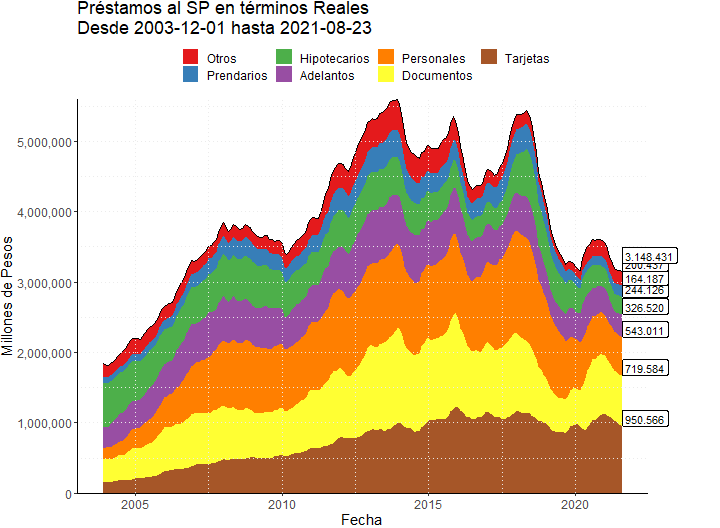 Préstamos al SP en términos Reales
Desde 2003-12-01 hasta 2021-08-23
Otros Hipotecarios Personales Tarjetas
Prendarios Adelantos Documentos
Millones de Pesos
5,000,000
4,000,000
3,000,000
2,000,000
1,000,000
0
3.148.431
200.437
164.187
244.126
326.520
543.011
719.584
950.566
2005 2010 2015 2020
Fecha